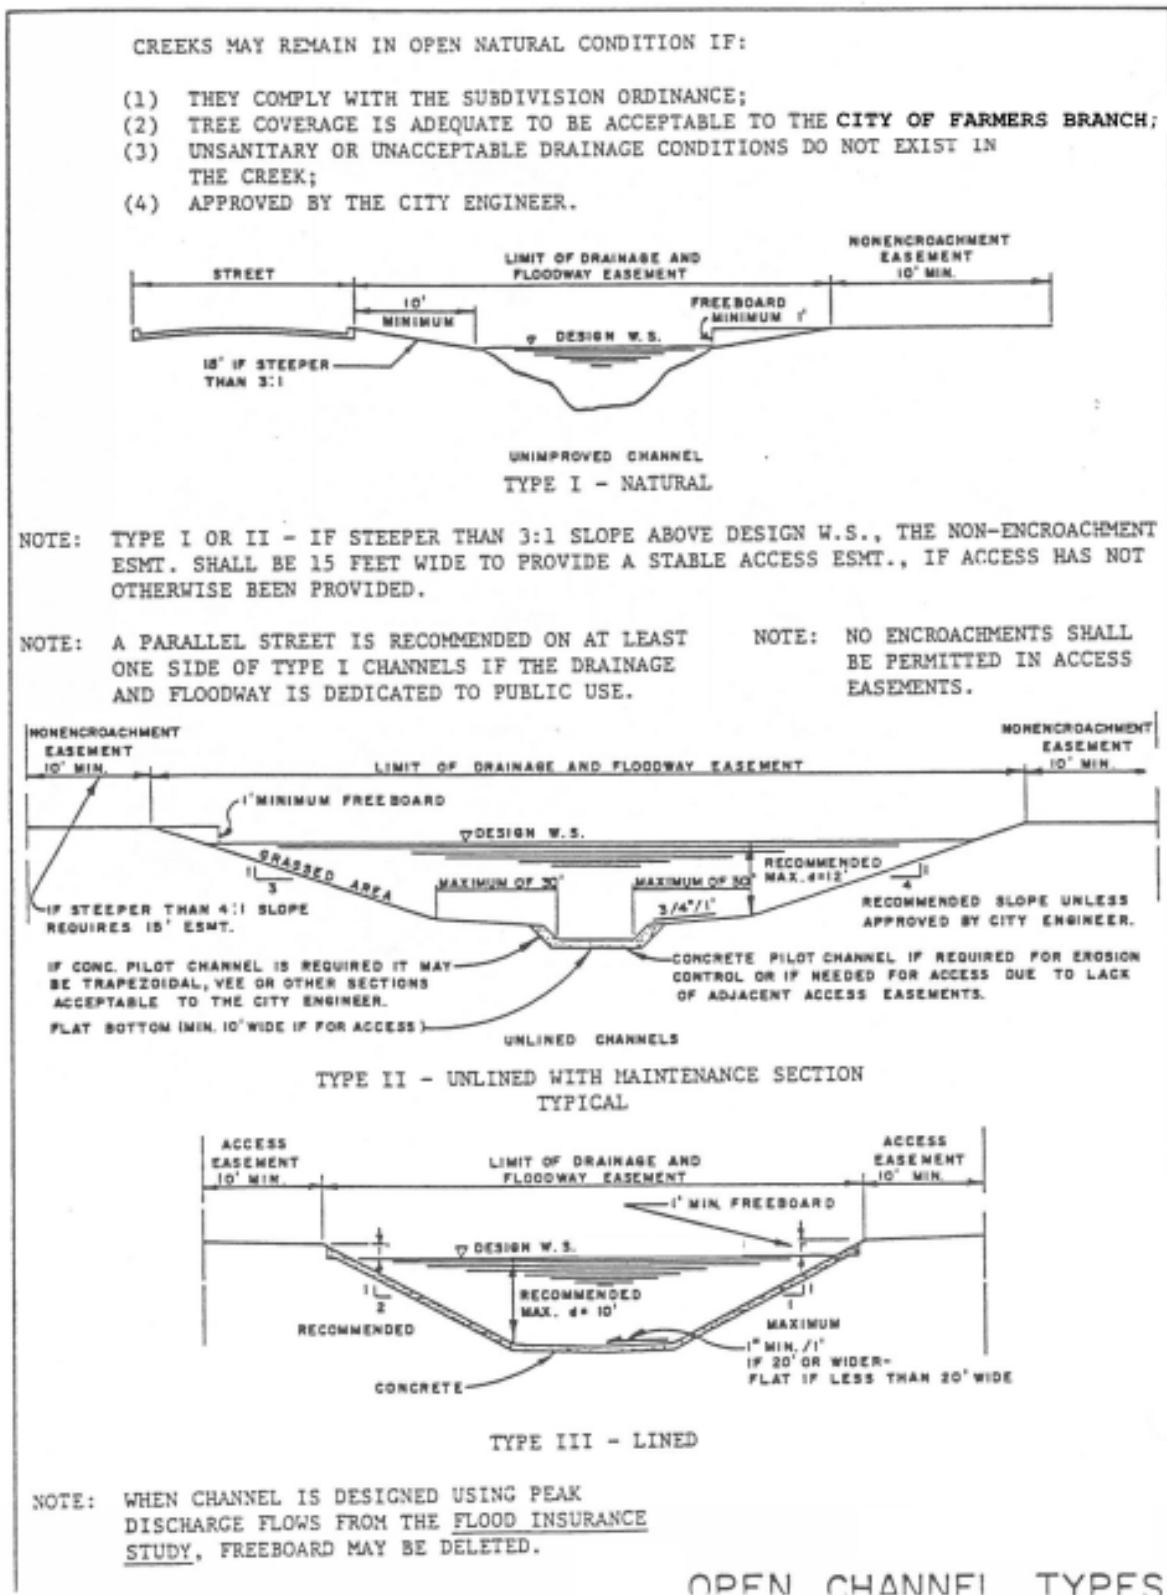 CREEKS MAY REMAIN IN OPEN NATURAL CONDITION IF:
(1) THEY COMPLY WITH THE SUBDIVISION ORDINANCE;
(2) TREE COVERAGE IS ADEQUATE TO BE ACCEPTABLE TO THE CITY OF FARMERS BRANCH;
(3) UNSANITARY OR UNACCEPTABLE DRAINAGE CONDITIONS DO NOT EXIST IN
THE CREEK;
(4) APPROVED BY THE CITY ENGINEER.
STREET
LIMIT OF DRAINAGE AND
FLOODWAY EASEMENT
NONENCROACHMENT
EASEMENT
10' MIN.
10'
MINIMUM
FREEBOARD
MINIMUM 1'
DESIGN W.S.
15' IF STEEPER
THAN 3:1
UNIMPROVED CHANNEL
TYPE I - NATURAL
NOTE: TYPE I OR II - IF STEEPER THAN 3:1 SLOPE ABOVE DESIGN W.S., THE NON-ENCROACHMENT
ESMT. SHALL BE 15 FEET WIDE TO PROVIDE A STABLE ACCESS ESMT., IF ACCESS HAS NOT
OTHERWISE BEEN PROVIDED.
NOTE: A PARALLEL STREET IS RECOMMENDED ON AT LEAST
ONE SIDE OF TYPE I CHANNELS IF THE DRAINAGE
AND FLOODWAY IS DEDICATED TO PUBLIC USE.
NOTE: NO ENCROACHMENTS SHALL
BE PERMITTED IN ACCESS
EASEMENTS.
NONENCROACHMENT
EASEMENT
10' MIN.
LIMIT OF DRAINAGE AND FLOODWAY EASEMENT
NONENCROACHMENT
EASEMENT
10' MIN.
1' MINIMUM FREEBOARD
DESIGN W.S.
GRASSED AREA
1
3
MAXIMUM OF 30'
MAXIMUM OF 50'
RECOMMENDED
MAX. d=12'
3/4"/1'
1
4
IF STEEPER THAN 4:1 SLOPE
REQUIRES 15' ESMT.
RECOMMENDED SLOPE UNLESS
APPROVED BY CITY ENGINEER.
IF CONC. PILOT CHANNEL IS REQUIRED IT MAY
BE TRAPEZOIDAL, VEE OR OTHER SECTIONS
ACCEPTABLE TO THE CITY ENGINEER.
CONCRETE PILOT CHANNEL IF REQUIRED FOR EROSION
CONTROL OR IF NEEDED FOR ACCESS DUE TO LACK
OF ADJACENT ACCESS EASEMENTS.
FLAT BOTTOM (MIN. 10' WIDE IF FOR ACCESS)
UNLINED CHANNELS
TYPE II - UNLINED WITH MAINTENANCE SECTION
TYPICAL
ACCESS
EASEMENT
10' MIN.
LIMIT OF DRAINAGE AND
FLOODWAY EASEMENT
ACCESS
EASEMENT
10' MIN.
1' MIN. FREEBOARD
DESIGN W.S.
1
2
RECOMMENDED
RECOMMENDED
MAX. d= 10'
1
1
MAXIMUM
1" MIN./1'
IF 20' OR WIDER-
FLAT IF LESS THAN 20' WIDE
CONCRETE
TYPE III - LINED
NOTE: WHEN CHANNEL IS DESIGNED USING PEAK
DISCHARGE FLOWS FROM THE FLOOD INSURANCE
STUDY, FREEBOARD MAY BE DELETED.
OPEN CHANNEL TYPES